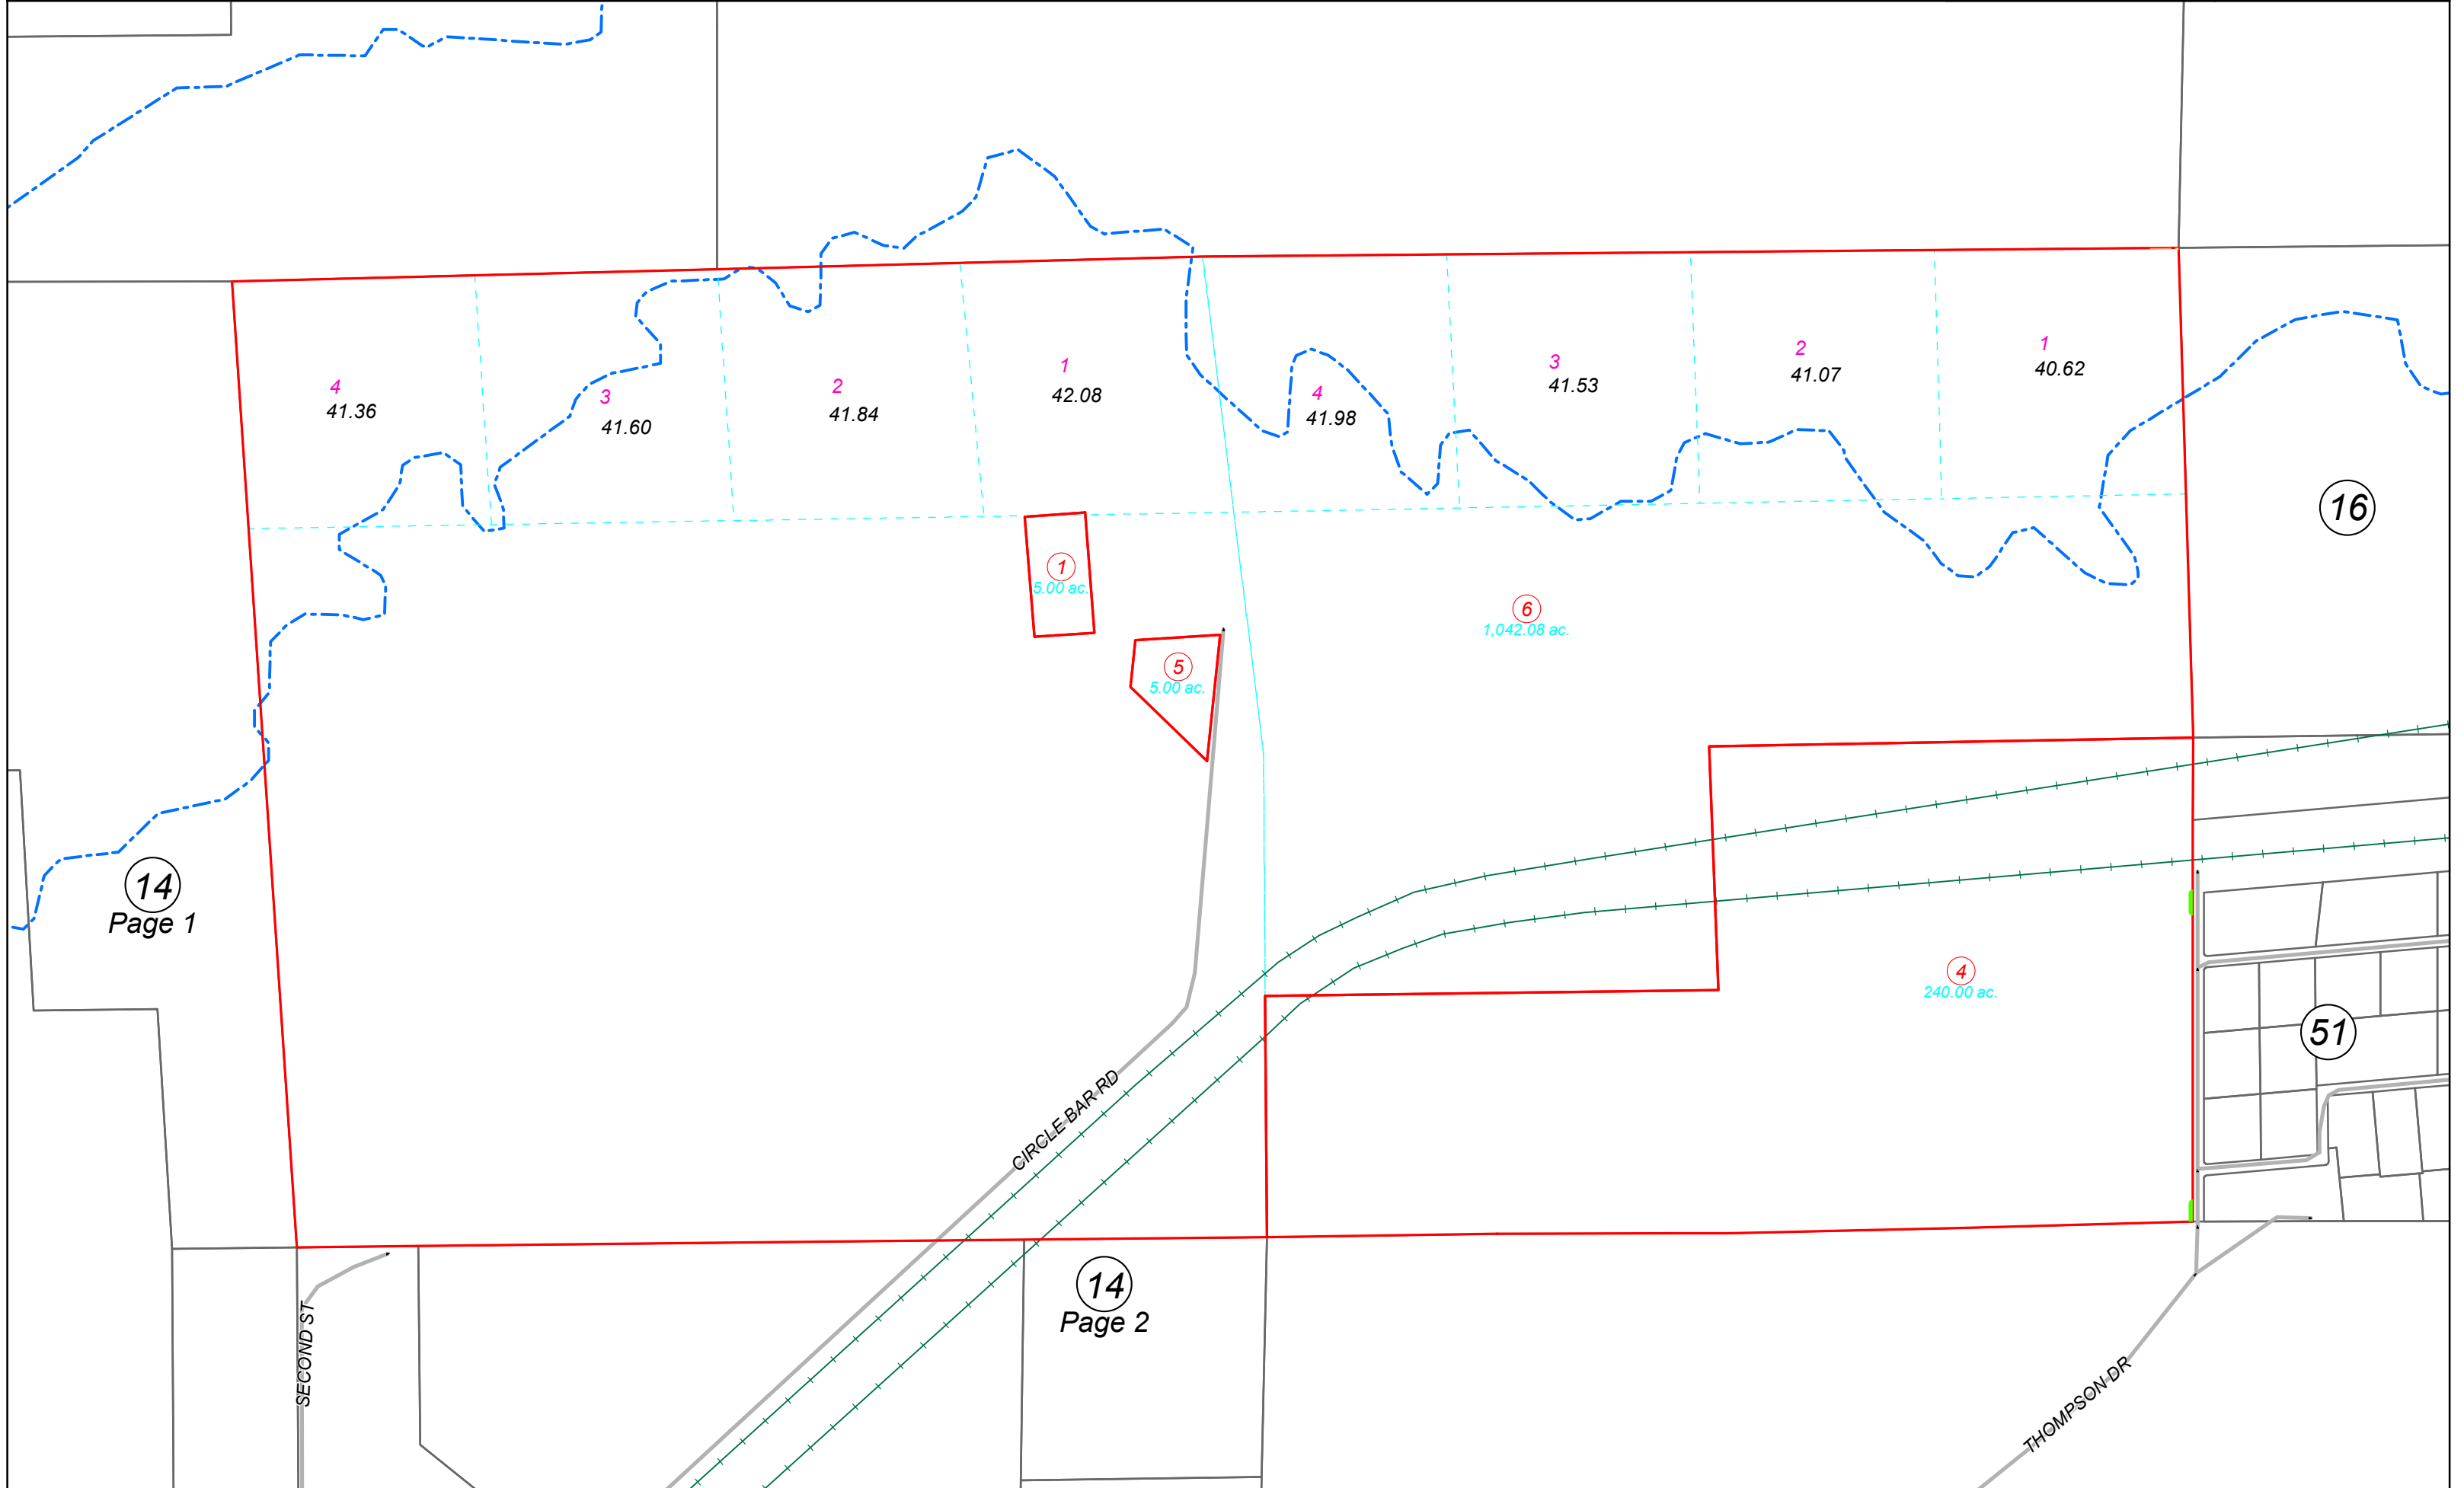 4
41.36
3
41.60
2
41.84
1
42.08
4
41.98
3
41.53
2
41.07
1
40.62
16
1
5.00 ac.
6
1,042.08 ac.
5
5.00 ac.
14
Page 1
4
240.00 ac.
51
CIRCLE BAR RD
14
Page 2
SECOND ST
THOMPSON DR